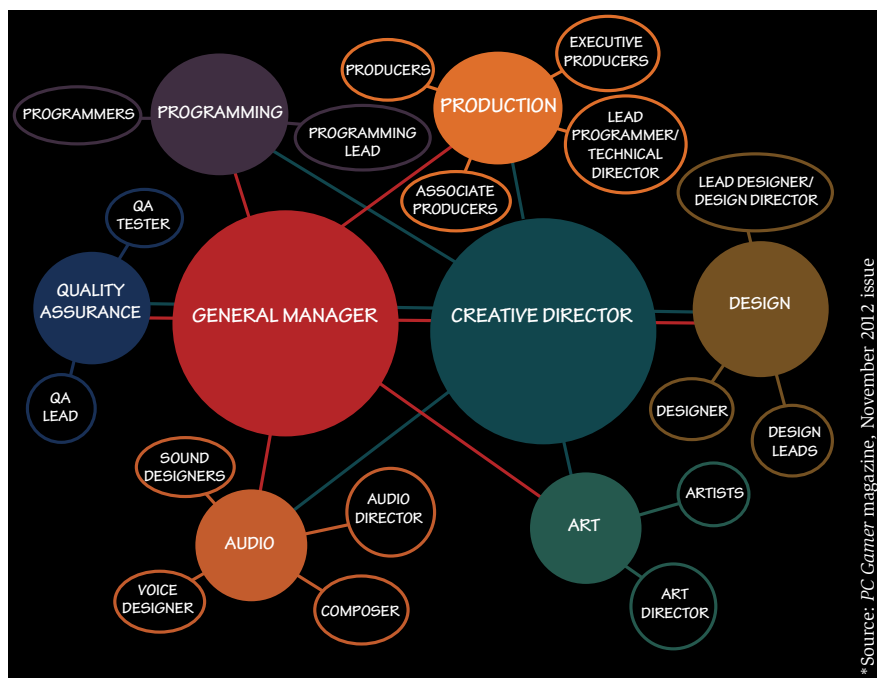 EXECUTIVE
PRODUCERS
PRODUCERS
PRODUCTION
PROGRAMMERS
PROGRAMMING
PROGRAMMING
LEAD
LEAD
PROGRAMMER/
TECHNICAL
DIRECTOR
ASSOCIATE
PRODUCERS
LEAD DESIGNER/
DESIGN DIRECTOR
QA
TESTER
QUALITY
ASSURANCE
GENERAL MANAGER
CREATIVE DIRECTOR
DESIGN
QA
LEAD
DESIGNER
DESIGN
LEADS
SOUND
DESIGNERS
AUDIO
DIRECTOR
ARTISTS
AUDIO
ART
VOICE
DESIGNER
COMPOSER
ART
DIRECTOR
*Source: PC Gamer magazine, November 2012 issue